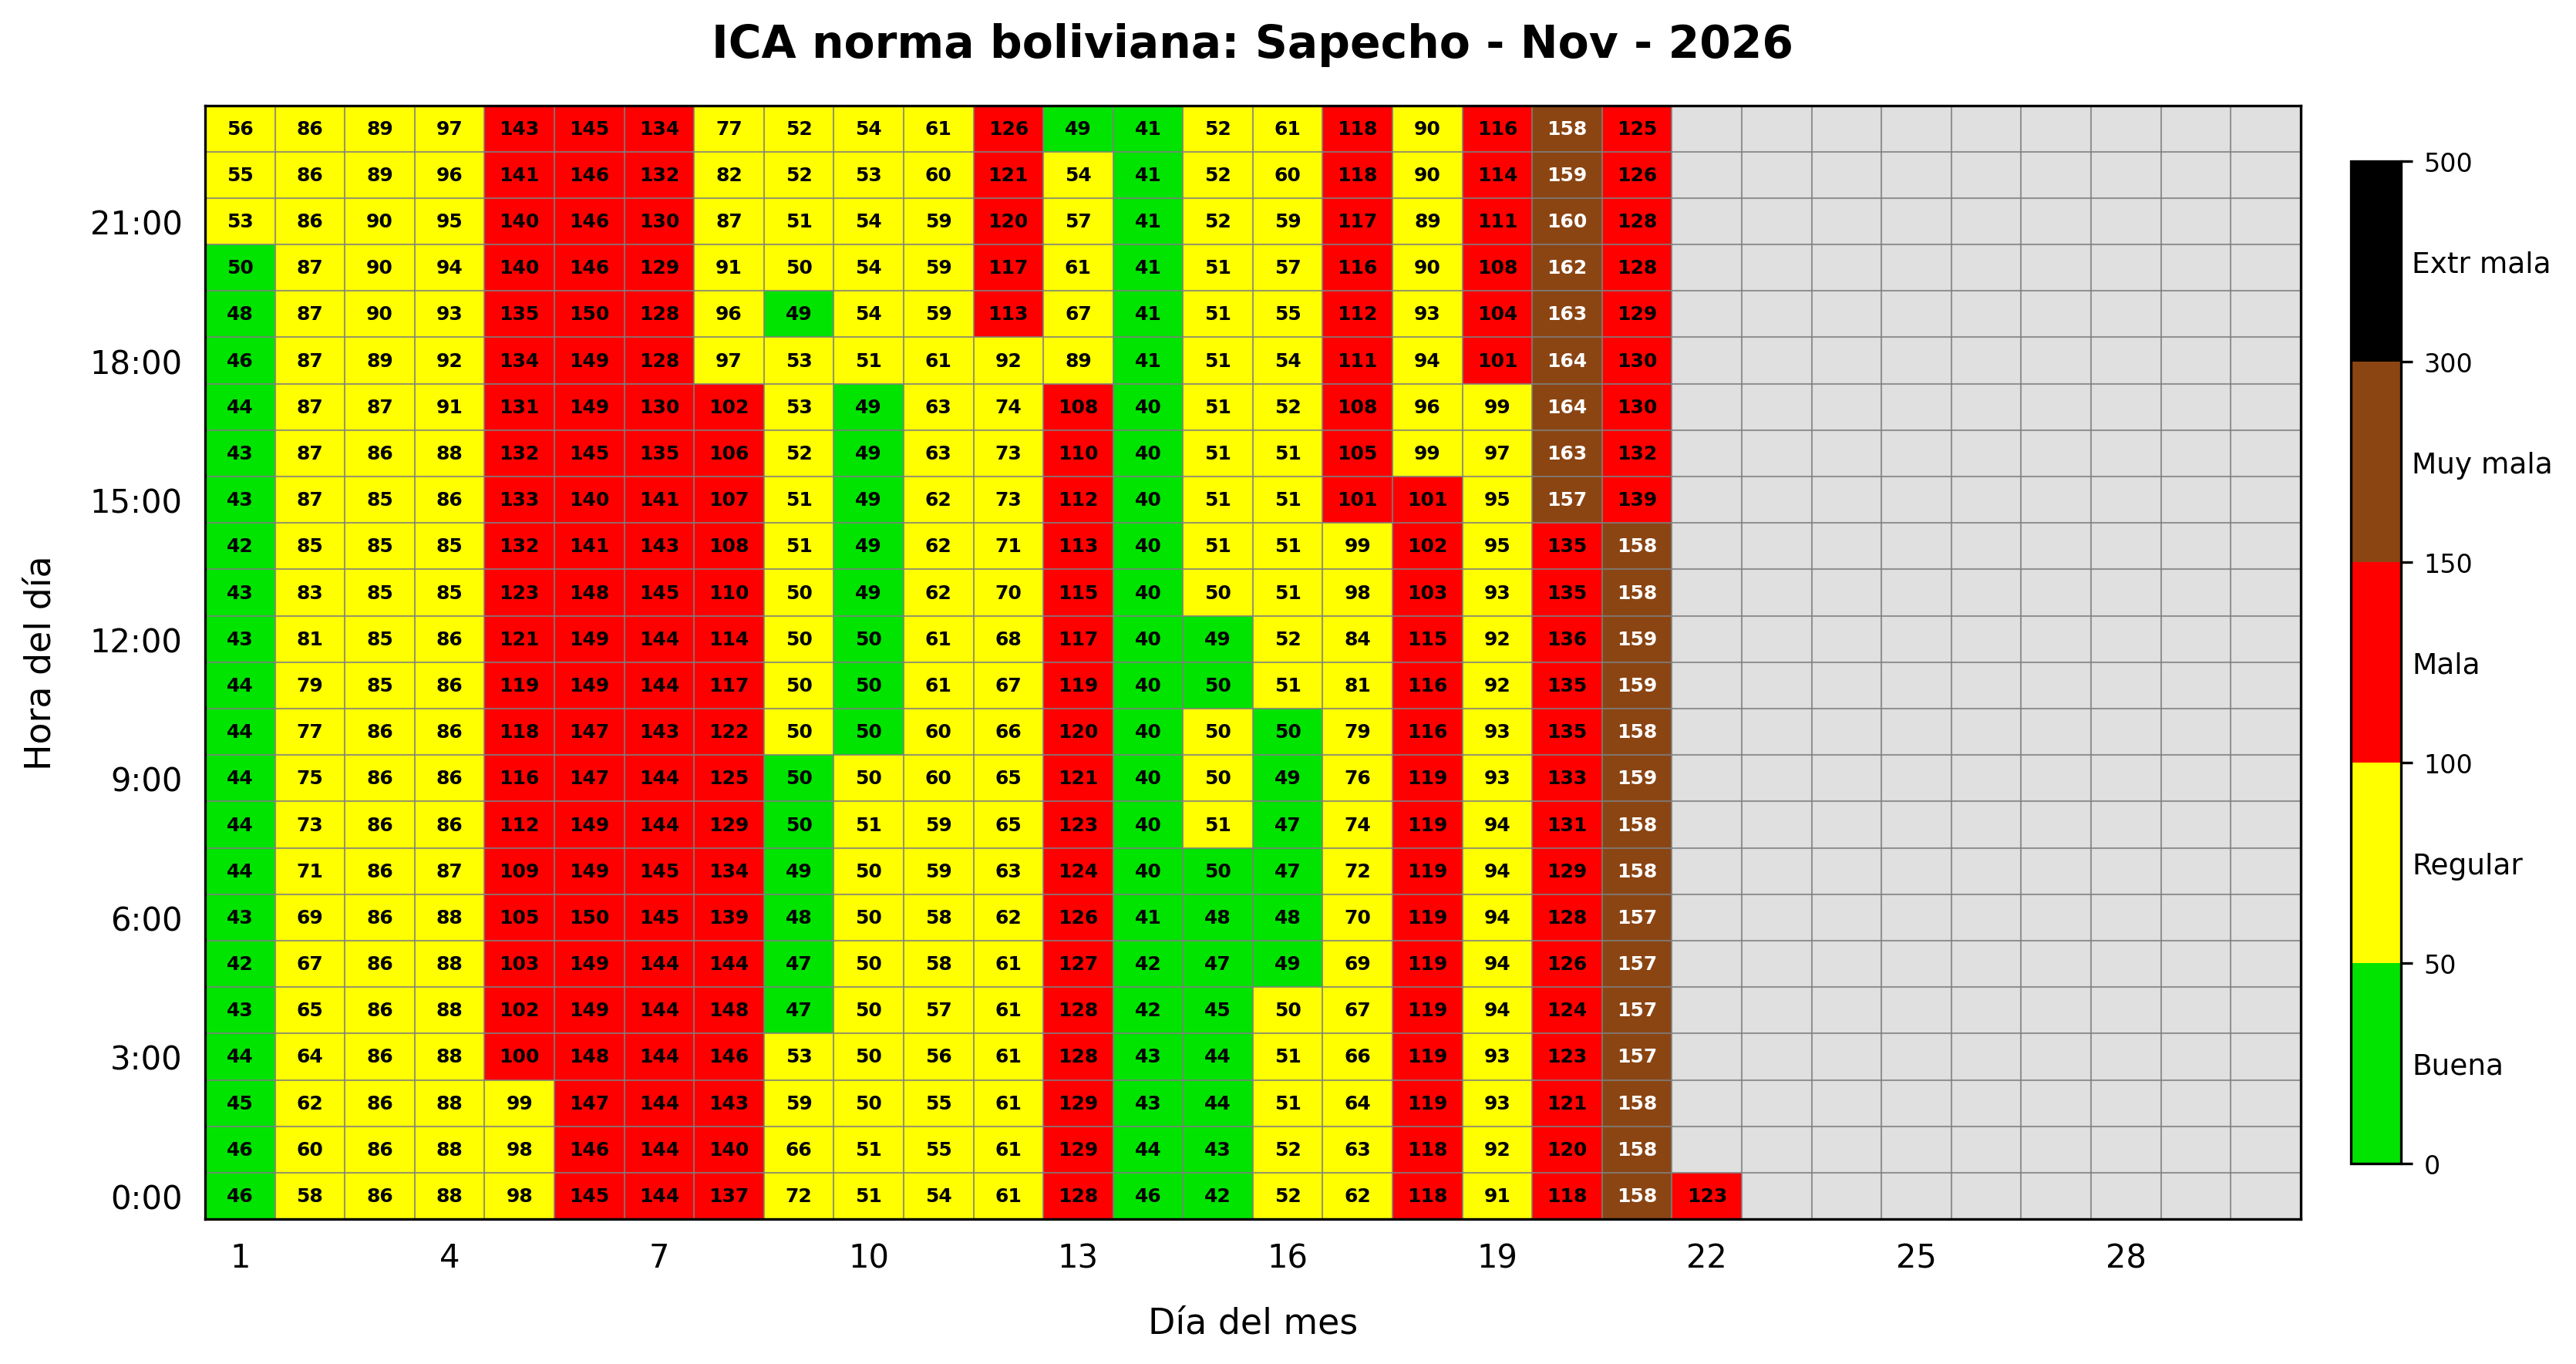 ICA norma boliviana: Sapecho - Nov - 2026
56 86 89 97 143 145 134 77 52 54 61 126 49 41 52 61 118 90 116 158 125
55 86 89 96 141 146 132 82 52 53 60 121 54 41 52 60 118 90 114 159 126
21:00 53 86 90 95 140 146 130 87 51 54 59 120 57 41 52 59 117 89 111 160 128
50 87 90 94 140 146 129 91 50 54 59 117 61 41 51 57 116 90 108 162 128
48 87 90 93 135 150 128 96 49 54 59 113 67 41 51 55 112 93 104 163 129
18:00 46 87 89 92 134 149 128 97 53 51 61 92 89 41 51 54 111 94 101 164 130
44 87 87 91 131 149 130 102 53 49 63 74 108 40 51 52 108 96 99 164 130
43 87 86 88 132 145 135 106 52 49 63 73 110 40 51 51 105 99 97 163 132
15:00 43 87 85 86 133 140 141 107 51 49 62 73 112 40 51 51 101 101 95 157 139
42 85 85 85 132 141 143 108 51 49 62 71 113 40 51 51 99 102 95 135 158
43 83 85 85 123 148 145 110 50 49 62 70 115 40 50 51 98 103 93 135 158
12:00 43 81 85 86 121 149 144 114 50 50 61 68 117 40 49 52 84 115 92 136 159
44 79 85 86 119 149 144 117 50 50 61 67 119 40 50 51 81 116 92 135 159
44 77 86 86 118 147 143 122 50 50 60 66 120 40 50 50 79 116 93 135 158
9:00 44 75 86 86 116 147 144 125 50 50 60 65 121 40 50 49 76 119 93 133 159
44 73 86 86 112 149 144 129 50 51 59 65 123 40 51 47 74 119 94 131 158
44 71 86 87 109 149 145 134 49 50 59 63 124 40 50 47 72 119 94 129 158
6:00 43 69 86 88 105 150 145 139 48 50 58 62 126 41 48 48 70 119 94 128 157
42 67 86 88 103 149 144 144 47 50 58 61 127 42 47 49 69 119 94 126 157
43 65 86 88 102 149 144 148 47 50 57 61 128 42 45 50 67 119 94 124 157
3:00 44 64 86 88 100 148 144 146 53 50 56 61 128 43 44 51 66 119 93 123 157
45 62 86 88 99 147 144 143 59 50 55 61 129 43 44 51 64 119 93 121 158
46 60 86 88 98 146 144 140 66 51 55 61 129 44 43 52 63 118 92 120 158
0:00 46 58 86 88 98 145 144 137 72 51 54 61 128 46 42 52 62 118 91 118 158 123
1 4 7 10 13 16 19 22 25 28
Día del mes
Hora del día
500
Extr mala
300
Muy mala
150
Mala
100
Regular
50
Buena
0